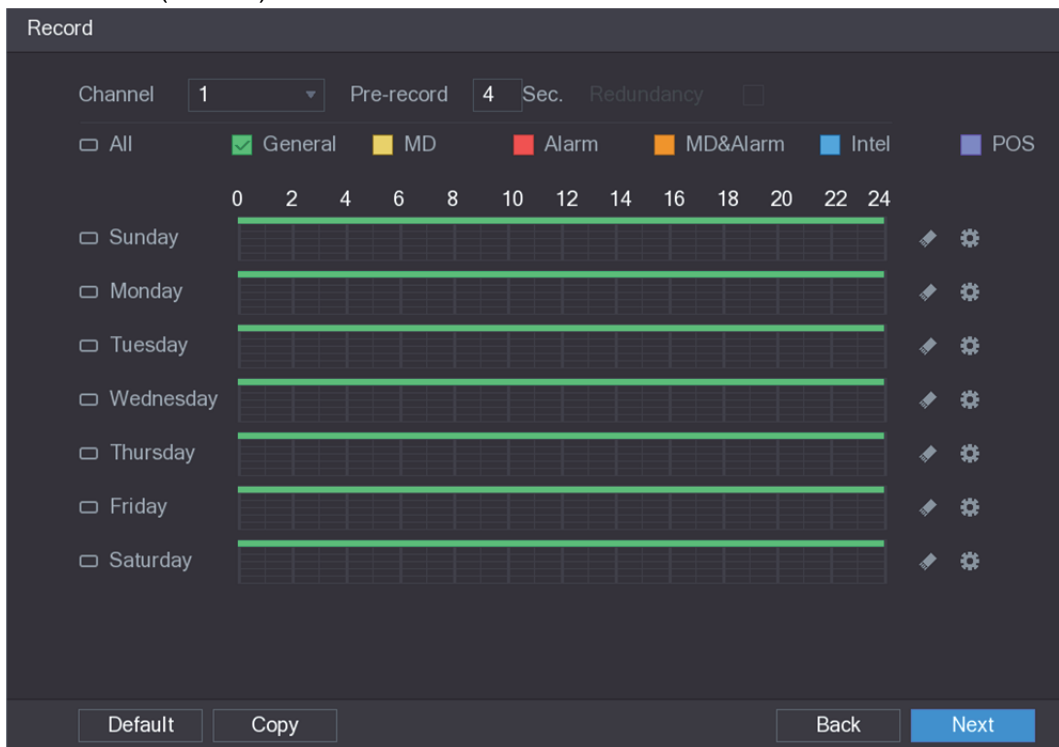 Record
Channel 1 Pre-record 4 Sec. Redundancy
All General MD Alarm MD&Alarm Intel POS
0 2 4 6 8 10 12 14 16 18 20 22 24
Sunday
Monday
Tuesday
Wednesday
Thursday
Friday
Saturday
Default Copy Back Next